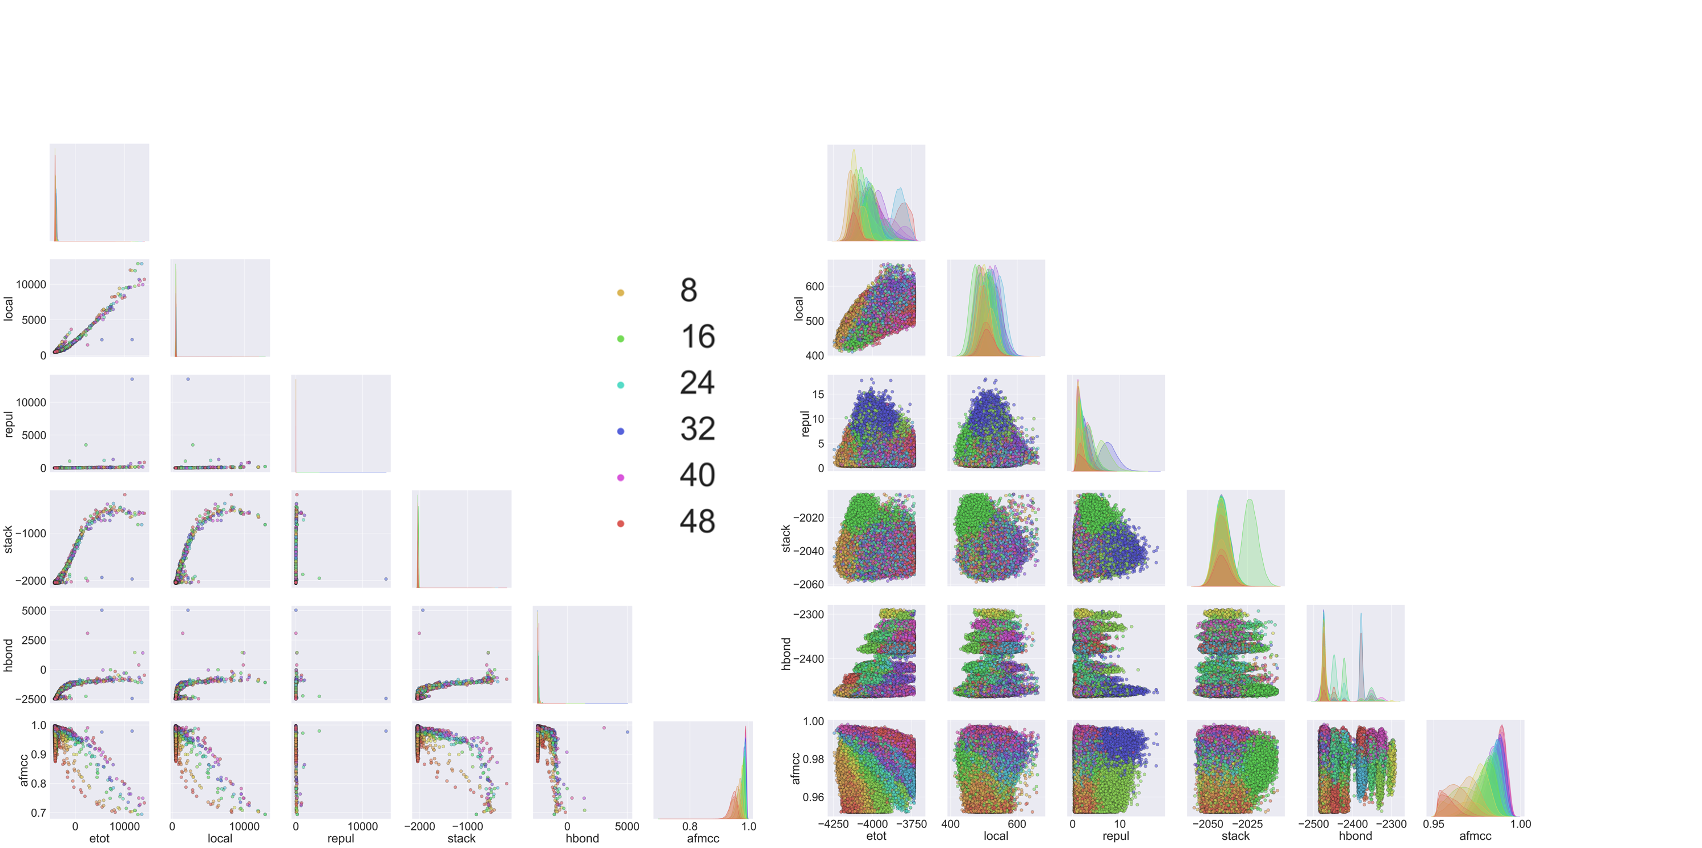 8
16
24
32
40
48
local
10000
5000
0
repul
10000
5000
0
stack
−1000
−2000
hbond
5000
2500
0
−2500
afmcc
1.0
0.9
0.8
0.7
0 10000
etot
0 10000
local
0 10000
repul
−2000 −1000
stack
0 5000
hbond
0.8 1.0
afmcc
local
600
500
400
repul
15
10
5
0
stack
−2020
−2040
−2060
hbond
−2300
−2400
afmcc
1.00
0.98
0.96
−4250 −4000 −3750
etot
400 600
local
0 10
repul
−2050 −2025
stack
−2500 −2400 −2300
hbond
0.95 1.00
afmcc